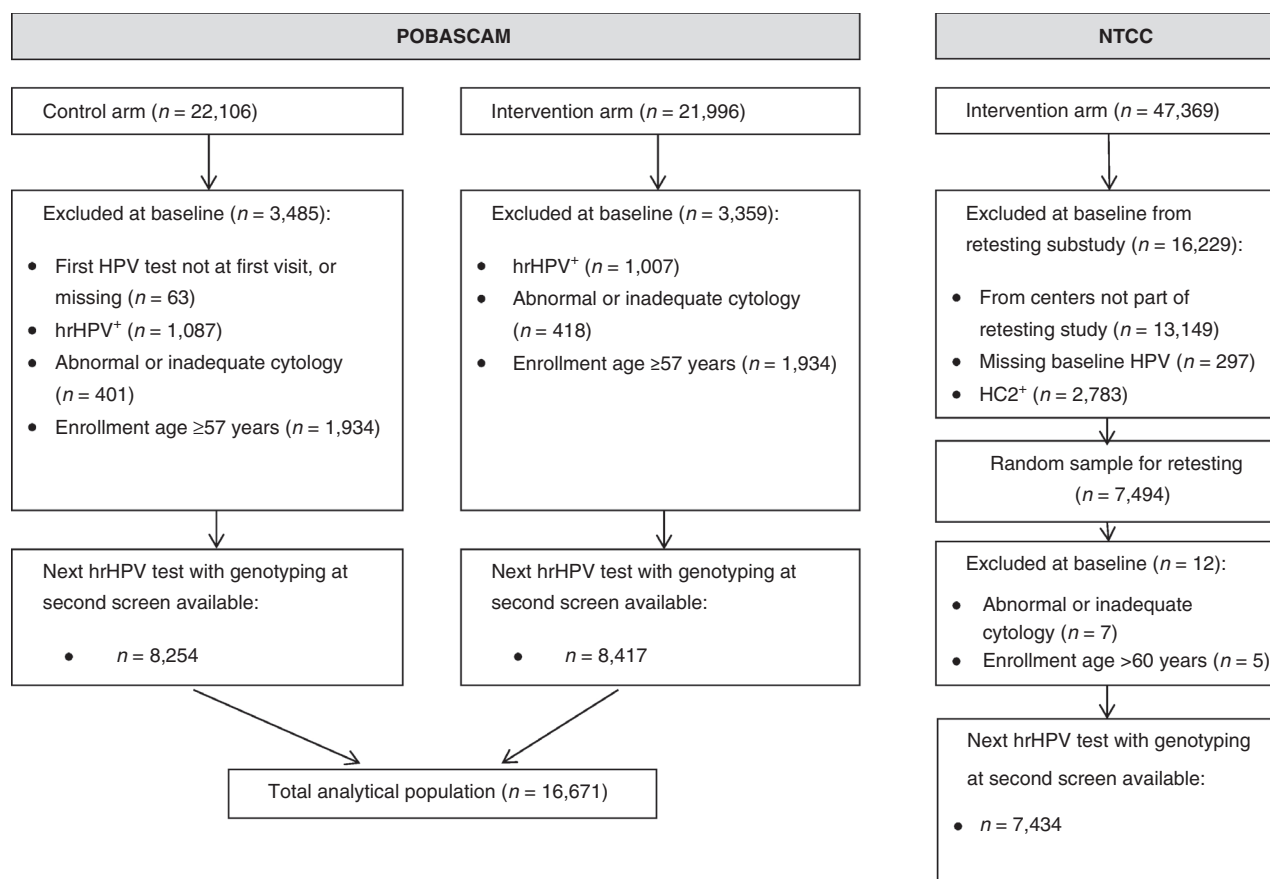 POBASCAM
Control arm (n = 22,106)
Excluded at baseline (n = 3,485):
• First HPV test not at first visit, or
missing (n = 63)
• hrHPV⁺ (n = 1,087)
• Abnormal or inadequate cytology
(n = 401)
• Enrollment age ≥57 years (n = 1,934)
Next hrHPV test with genotyping at
second screen available:
• n = 8,254
Intervention arm (n = 21,996)
Excluded at baseline (n = 3,359):
• hrHPV⁺ (n = 1,007)
• Abnormal or inadequate cytology
(n = 418)
• Enrollment age ≥57 years (n = 1,934)
Next hrHPV test with genotyping at
second screen available:
• n = 8,417
Total analytical population (n = 16,671)
NTCC
Intervention arm (n = 47,369)
Excluded at baseline from
retesting substudy (n = 16,229):
• From centers not part of
retesting study (n = 13,149)
• Missing baseline HPV (n = 297)
• HC2⁺ (n = 2,783)
Random sample for retesting
(n = 7,494)
Excluded at baseline (n = 12):
• Abnormal or inadequate
cytology (n = 7)
• Enrollment age >60 years (n = 5)
Next hrHPV test with genotyping
at second screen available:
• n = 7,434